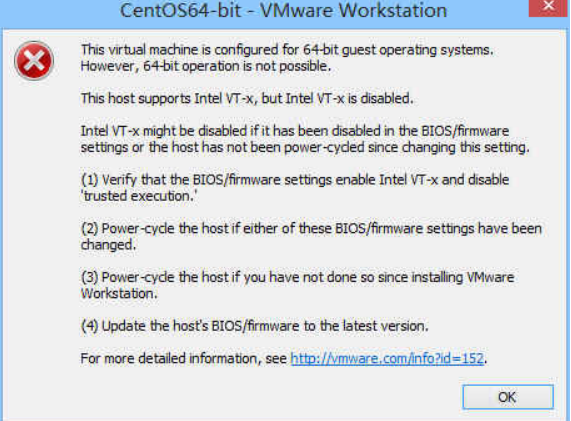 CentOS64-bit - VMware Workstation
This virtual machine is configured for 64-bit guest operating systems.
However, 64-bit operation is not possible.
This host supports Intel VT-x, but Intel VT-x is disabled.
Intel VT-x might be disabled if it has been disabled in the BIOS/firmware
settings or the host has not been power-cycled since changing this setting.
(1) Verify that the BIOS/firmware settings enable Intel VT-x and disable
'trusted execution.'
(2) Power-cycle the host if either of these BIOS/firmware settings have been
changed.
(3) Power-cycle the host if you have not done so since installing VMware
Workstation.
(4) Update the host's BIOS/firmware to the latest version.
For more detailed information, see http://vmware.com/info?id=152.
OK